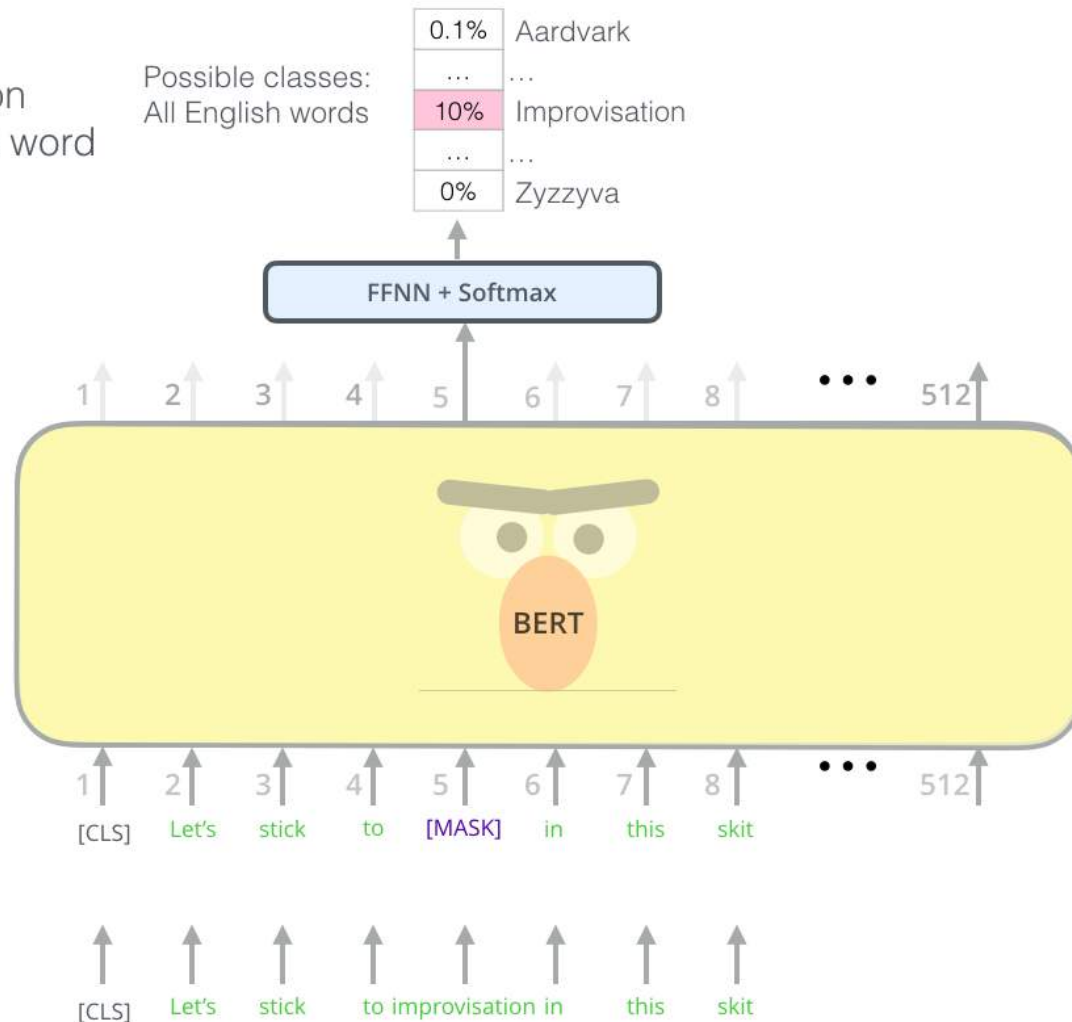 0.1% Aardvark
Possible classes:
... ...
on
All English words
10% Improvisation
word
... ...
0% Zyzzyva
FFNN + Softmax
1 2 3 4 5 6 7 8 ... 512
BERT
1 2 3 4 5 6 7 8 ... 512
[CLS] Let's stick to [MASK] in this skit
[CLS] Let's stick to improvisation in this skit